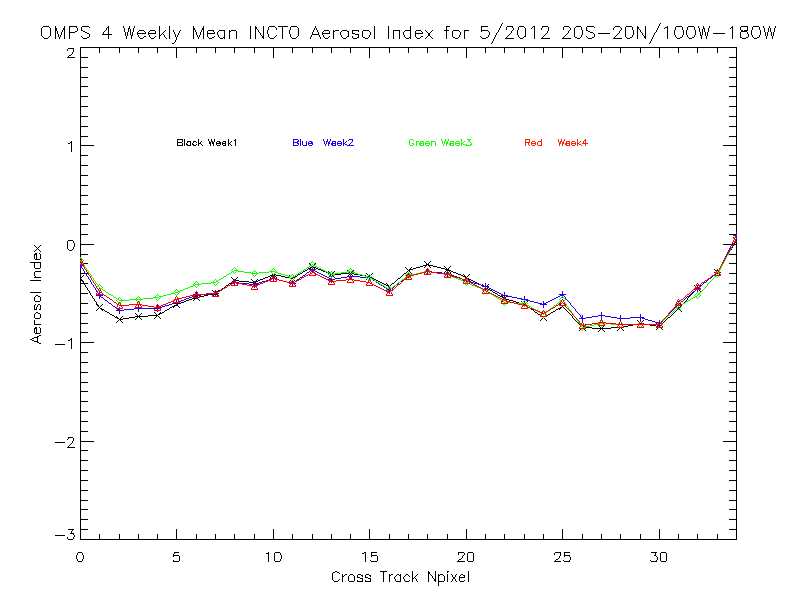 OMPS 4 Weekly Mean INCTO Aerosol Index for 5/2012 20S-20N/100W-180W
2
Black Week1 Blue Week2 Green Week3 Red Week4
1
0
Aerosol Index
-1
-2
-3
0 5 10 15 20 25 30
Cross Track Npixel